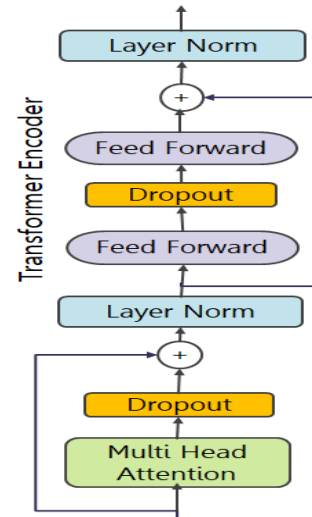 Layer Norm
+
Feed Forward
Dropout
Feed Forward
Layer Norm
+
Dropout
Multi Head
Attention
Transformer Encoder